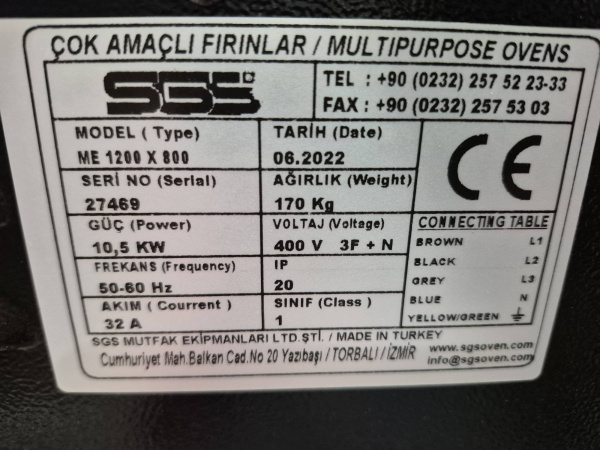 ÇOK AMAÇLI FIRINLAR / MULTIPURPOSE OVENS
SGS
TEL : +90 (0232) 257 52 23-33
FAX : +90 (0232) 257 53 03
MODEL ( Type)
ME 1200 X 800
TARİH (Date)
06.2022
CE
SERİ NO (Serial)
27469
AĞIRLIK (Weight)
170 Kg
GÜÇ (Power)
10,5 KW
VOLTAJ (Voltage)
400 V 3F + N
FREKANS (Frequency)
50-60 Hz
IP
20
AKIM ( Courrent )
32 A
SINIF (Class )
1
CONNECTING TABLE
BROWN L1
BLACK L2
GREY L3
BLUE N
YELLOW/GREEN
SGS MUTFAK EKİPMANLARI LTD.ŞTİ. / MADE IN TURKEY
Cumhuriyet Mah.Balkan Cad.No 20 Yazıbaşı / TORBALI / İZMİR
www.sgsoven.com
info@sgsoven.com